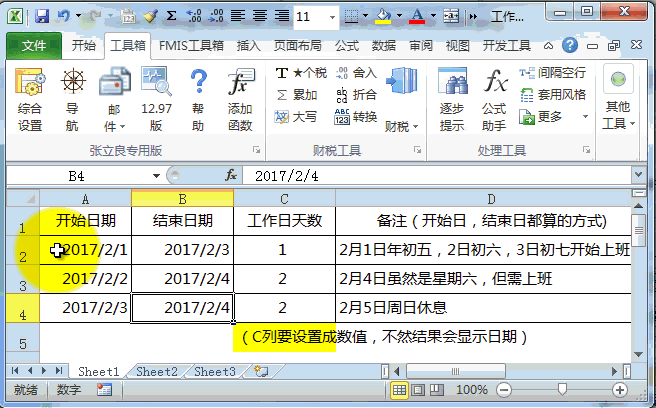 11
工作...
文件 开始 工具箱 FMIS工具箱 插入 页面布局 公式 数据 审阅 视图 开发工具
综合设置 导航 邮件 12.97版 帮助 添加函数
★个税 舍入
累加 折合
大写 转换
财税
逐步提示 公式助手
间隔空行
套用风格
更多
其他工具
张立良专用版 财税工具 处理工具
B4 fx 2017/2/4
A B C D
1 开始日期 结束日期 工作日天数 备注（开始日，结束日都算的方式)
2 2017/2/1 2017/2/3 1 2月1日年初五，2日初六，3日初七开始上班
3 2017/2/2 2017/2/4 2 2月4日虽然是星期六，但需上班
4 2017/2/3 2017/2/4 2 2月5日周日休息
5 （C列要设置成数值，不然结果会显示日期）
Sheet1 Sheet2 Sheet3
就绪 数字 100%